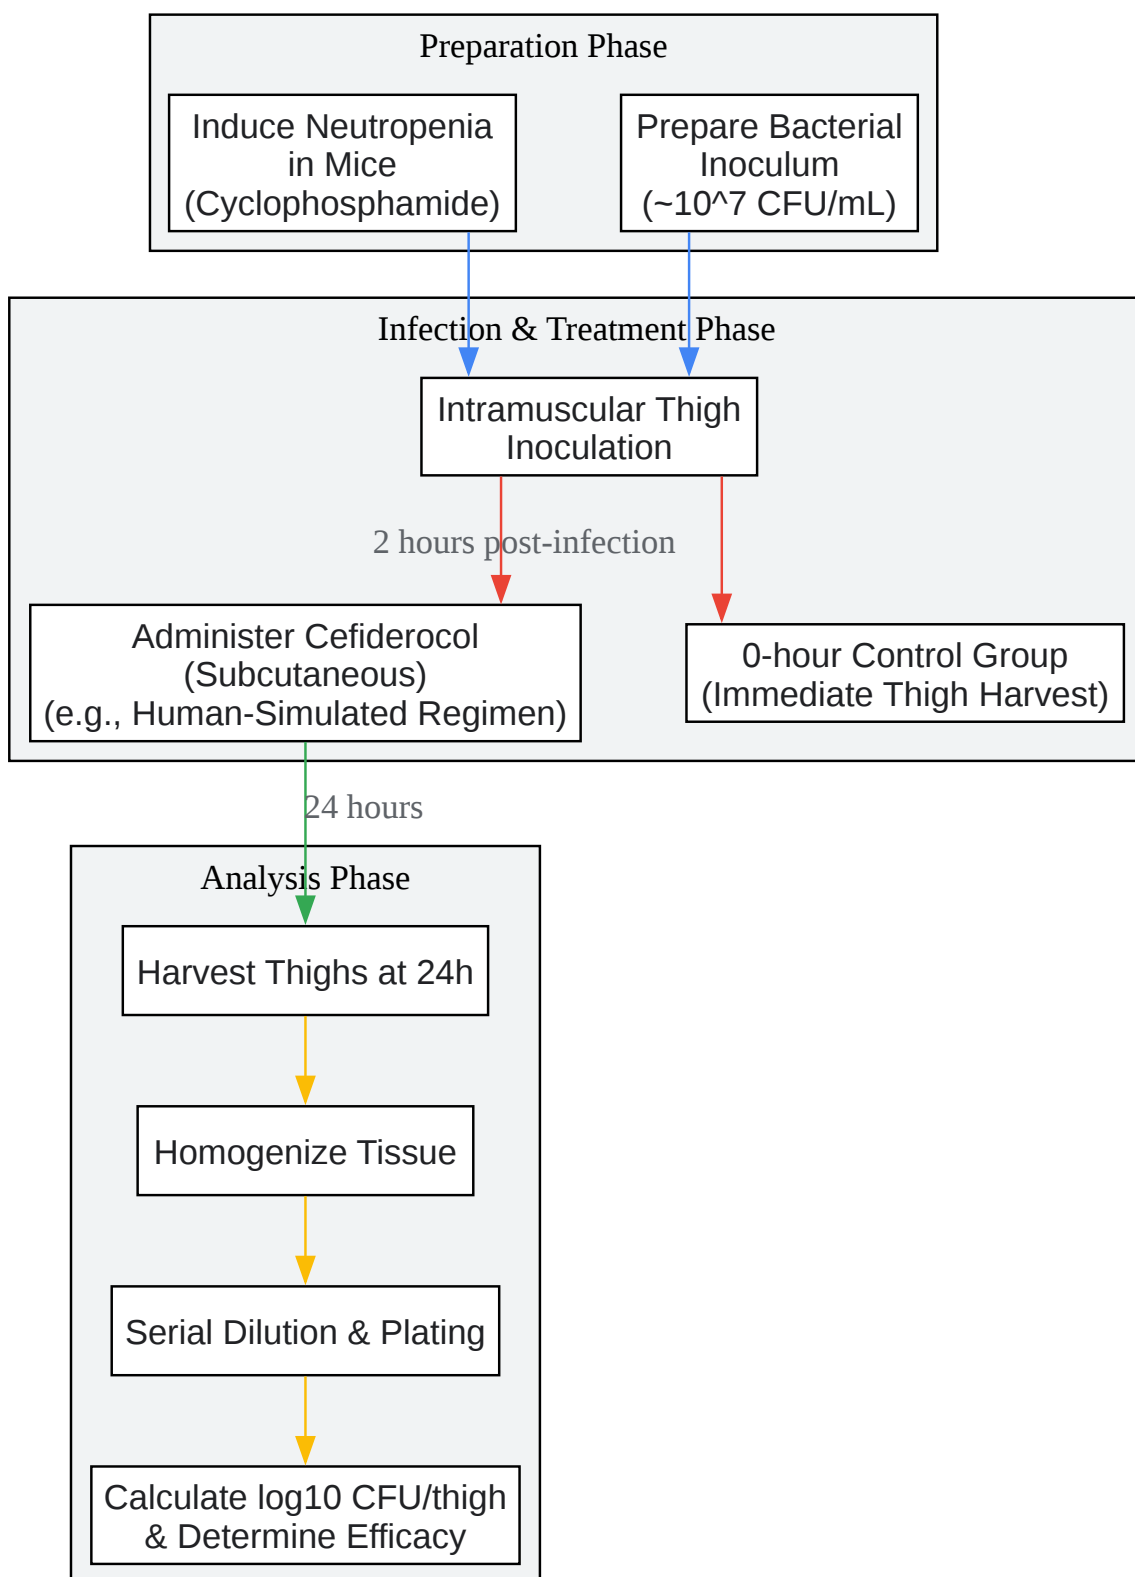 Preparation Phase
Induce Neutropenia
in Mice
(Cyclophosphamide)
Prepare Bacterial
Inoculum
(~10^7 CFU/mL)
Infection & Treatment Phase
Intramuscular Thigh
Inoculation
2 hours post-infection
Administer Cefiderocol
(Subcutaneous)
(e.g., Human-Simulated Regimen)
0-hour Control Group
(Immediate Thigh Harvest)
24 hours
Analysis Phase
Harvest Thighs at 24h
Homogenize Tissue
Serial Dilution & Plating
Calculate log10 CFU/thigh
& Determine Efficacy